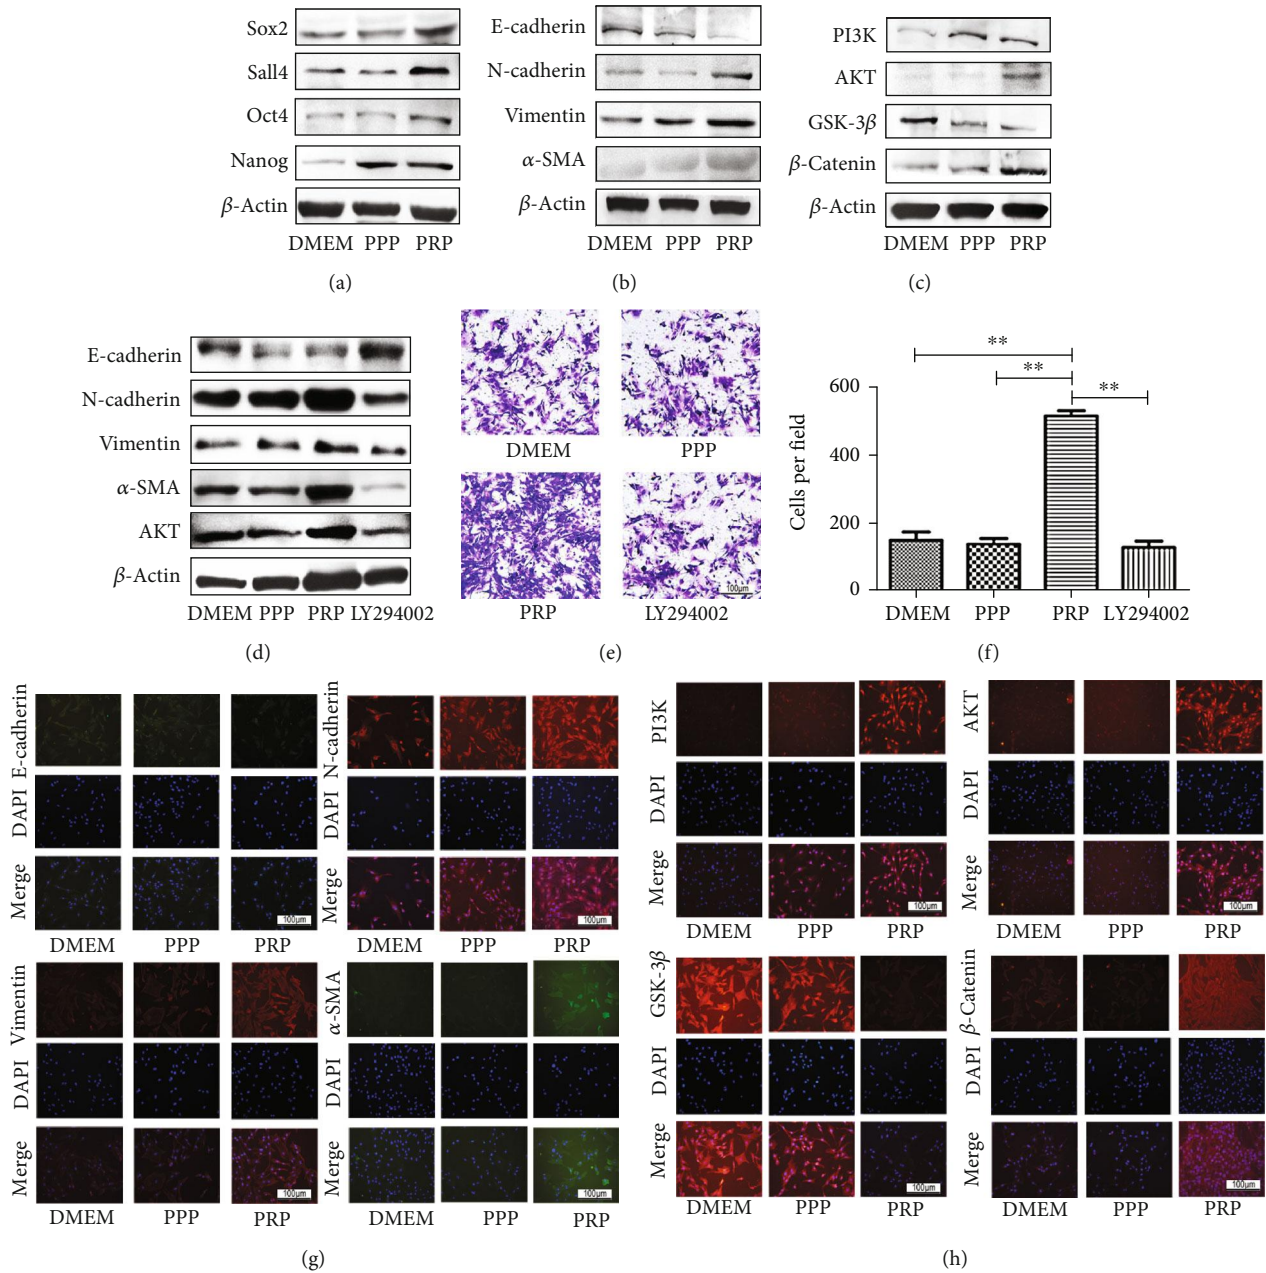 Sox2
Sall4
Oct4
Nanog
β-Actin
DMEM PPP PRP
(a)
E-cadherin
N-cadherin
Vimentin
α-SMA
β-Actin
DMEM PPP PRP
(b)
PI3K
AKT
GSK-3β
β-Catenin
β-Actin
DMEM PPP PRP
(c)
E-cadherin
N-cadherin
Vimentin
α-SMA
AKT
β-Actin
DMEM PPP PRP LY294002
(d)
DMEM PPP
100μm
PRP LY294002
(e)
**
**
**
600
400
200
0
Cells per field
DMEM PPP PRP LY294002
(f)
E-cadherin
DAPI
Merge
100μm
DMEM PPP PRP
N-cadherin
DAPI
Merge
100μm
DMEM PPP PRP
Vimentin
DAPI
Merge
100μm
DMEM PPP PRP
α-SMA
DAPI
Merge
100μm
DMEM PPP PRP
(g)
PI3K
DAPI
Merge
100μm
DMEM PPP PRP
AKT
DAPI
Merge
100μm
DMEM PPP PRP
GSK-3β
DAPI
Merge
100μm
DMEM PPP PRP
β-Catenin
DAPI
Merge
100μm
DMEM PPP PRP
(h)